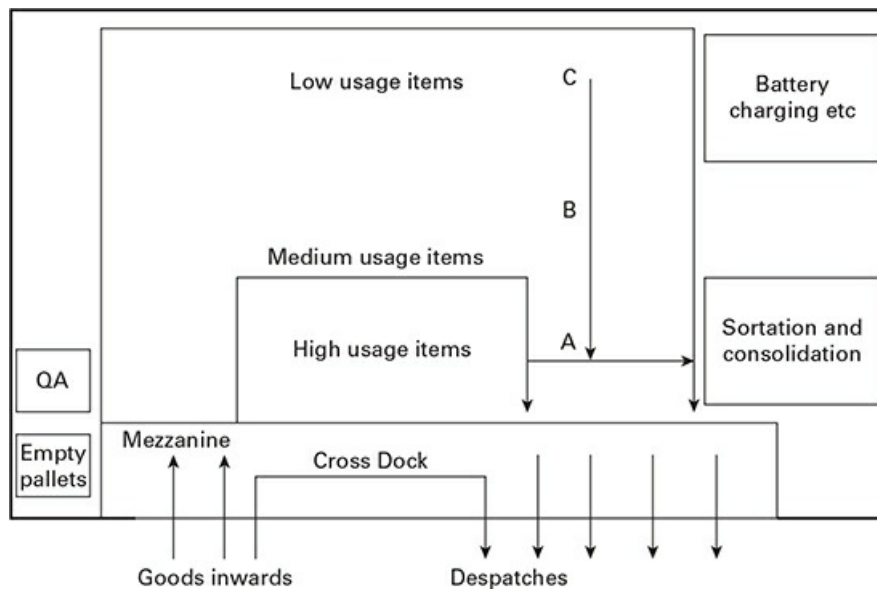 Low usage items
C
Battery
charging etc
B
Medium usage items
High usage items
A
Sortation and
consolidation
QA
Empty
pallets
Mezzanine
Cross Dock
Goods inwards
Despatches